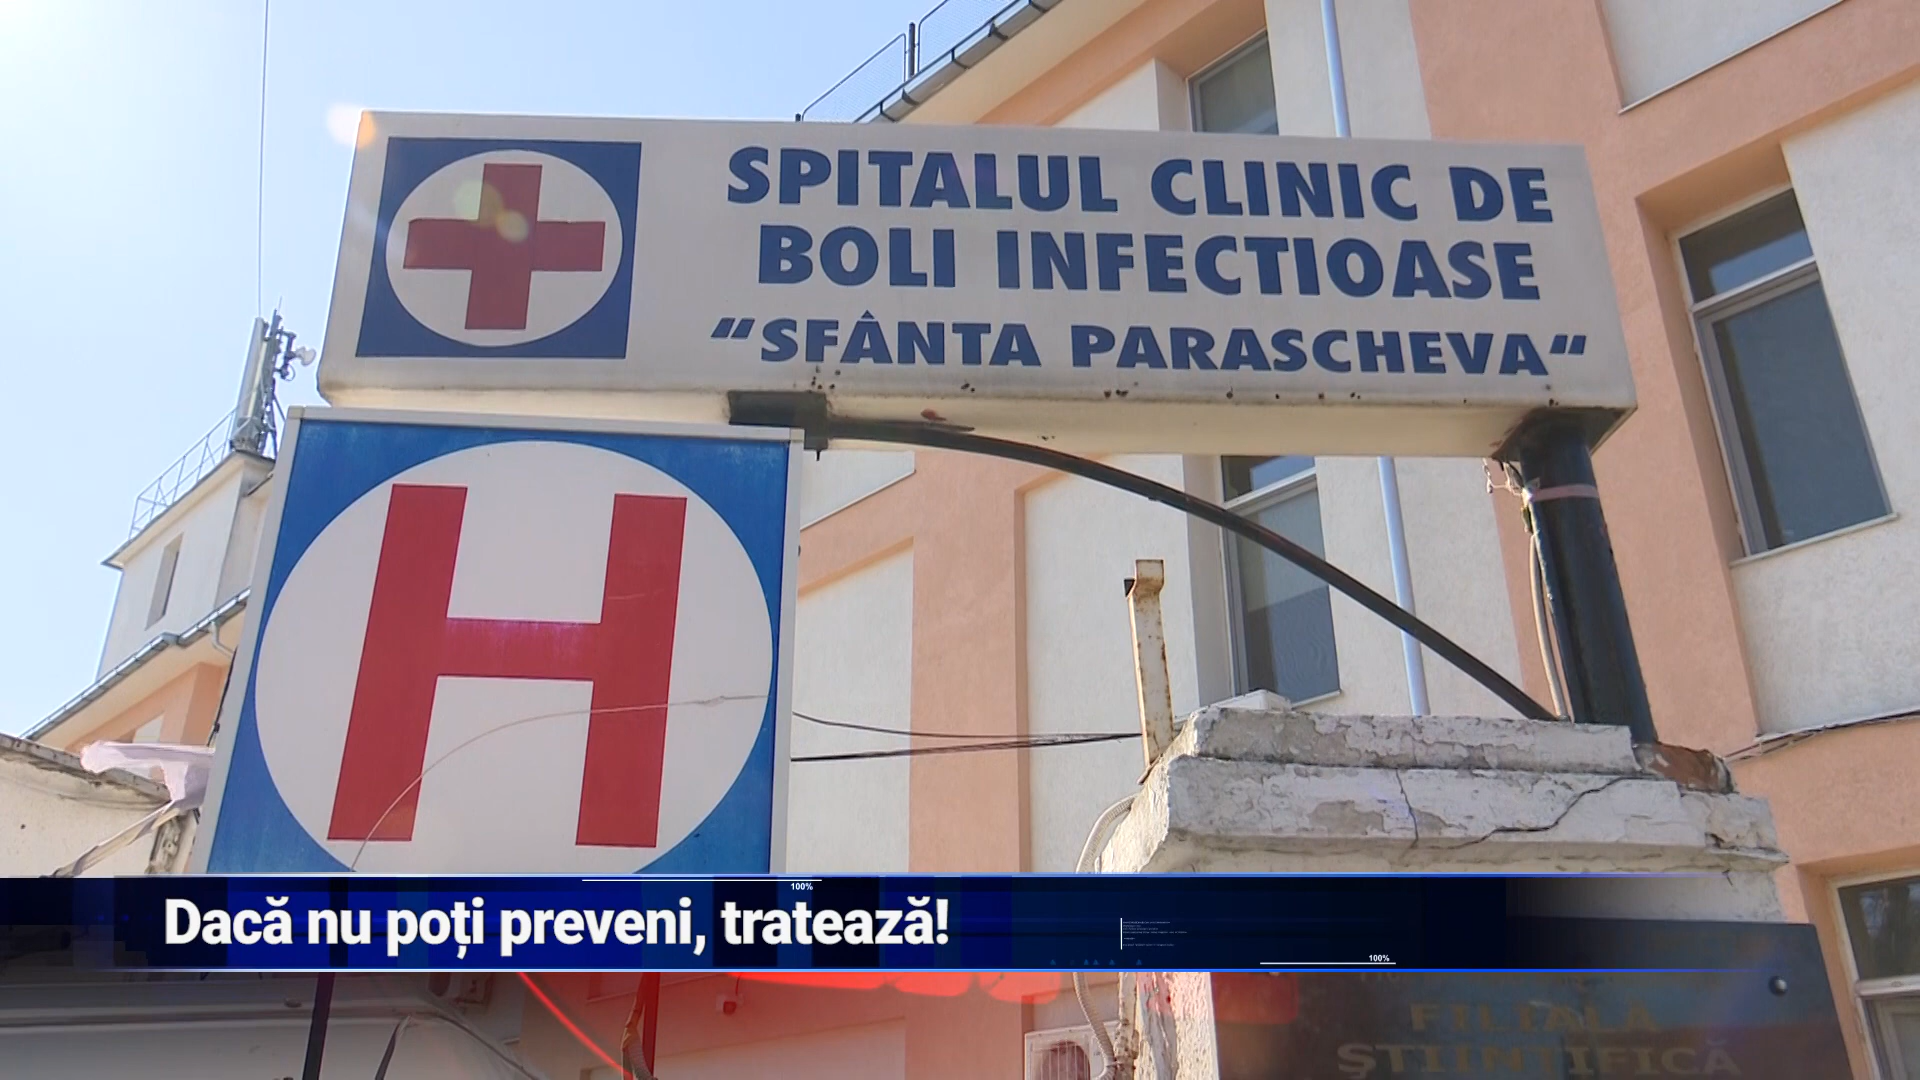 SPITALUL CLINIC DE
BOLI INFECTIOASE
"SFÂNTA PARASCHEVA"
H
100%
Dacă nu poți preveni, tratează!
100%
FILIALA
ȘTIINȚIFICĂ